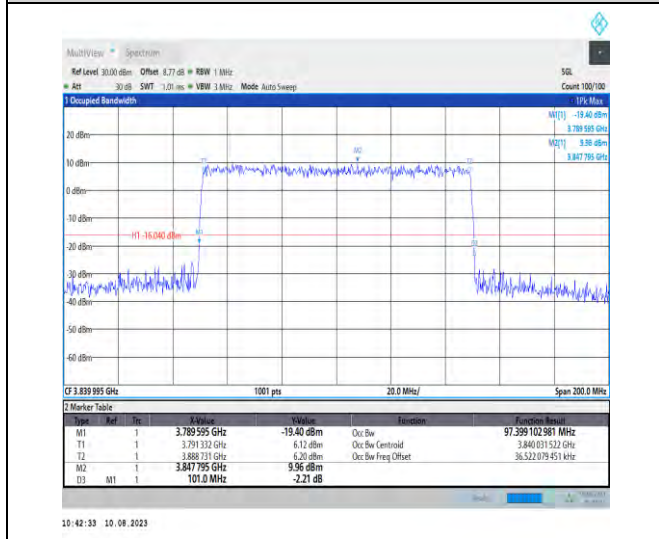 MultiView Spectrum
Ref Level 30.00 dBm Offset 8.77 dB RBW 1 MHz SGL
Att 30 dB SWT 1.01 ms VBW 3 MHz Mode Auto Sweep Count 100/100
1 Occupied Bandwidth 1Pk Max
M1[1] -19.40 dBm
3.789 595 GHz
M2[1] 9.96 dBm
3.847 795 GHz
20 dBm
10 dBm
0 dBm
-10 dBm
-20 dBm
-30 dBm
-40 dBm
-50 dBm
-60 dBm
T1
M2
T2
H1 -16.040 dBm
M1
D3
CF 3.839 995 GHz 1001 pts 20.0 MHz/ Span 200.0 MHz
2 Marker Table
Type Ref Trc X-Value Y-Value Function Function Result
M1 1 3.789 595 GHz -19.40 dBm Occ Bw 97.399 102 981 MHz
T1 1 3.791 332 GHz 6.12 dBm Occ Bw Centroid 3.840 031 522 GHz
T2 1 3.888 731 GHz 6.20 dBm Occ Bw Freq Offset 36.522 079 451 kHz
M2 1 3.847 795 GHz 9.96 dBm
D3 M1 1 101.0 MHz -2.21 dB
10:42:33 10.08.2023